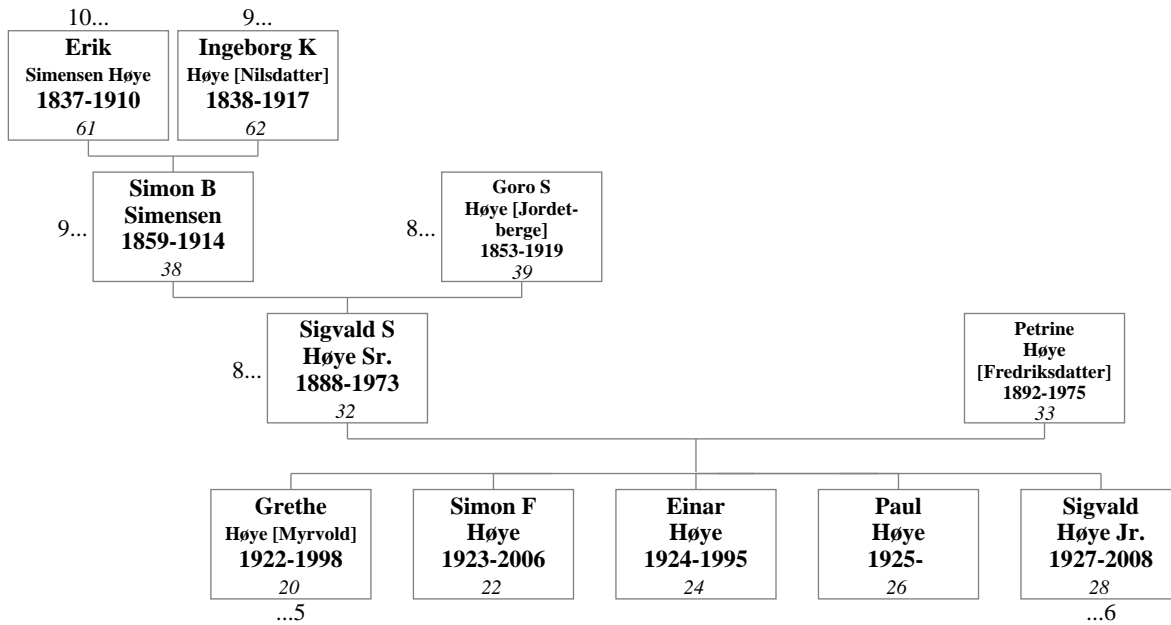 10...
9...
Erik
Simensen Høye
1837-1910
61
Ingeborg K
Høye [Nilsdatter]
1838-1917
62
9...
Simon B
Simensen
1859-1914
38
8...
Goro S
Høye [Jordet-
berge]
1853-1919
39
8...
Sigvald S
Høye Sr.
1888-1973
32
Petrine
Høye
[Fredriksdatter]
1892-1975
33
Grethe
Høye [Myrvold]
1922-1998
20
...5
Simon F
Høye
1923-2006
22
Einar
Høye
1924-1995
24
Paul
Høye
1925-
26
Sigvald
Høye Jr.
1927-2008
28
...6